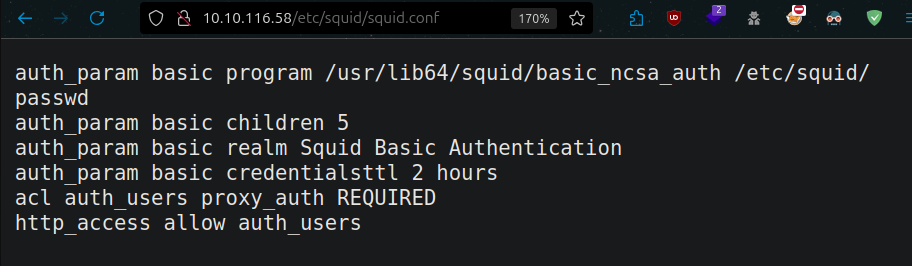 10.10.116.58/etc/squid/squid.conf 170% 2
auth_param basic program /usr/lib64/squid/basic_ncsa_auth /etc/squid/
passwd
auth_param basic children 5
auth_param basic realm Squid Basic Authentication
auth_param basic credentialsttl 2 hours
acl auth_users proxy_auth REQUIRED
http_access allow auth_users